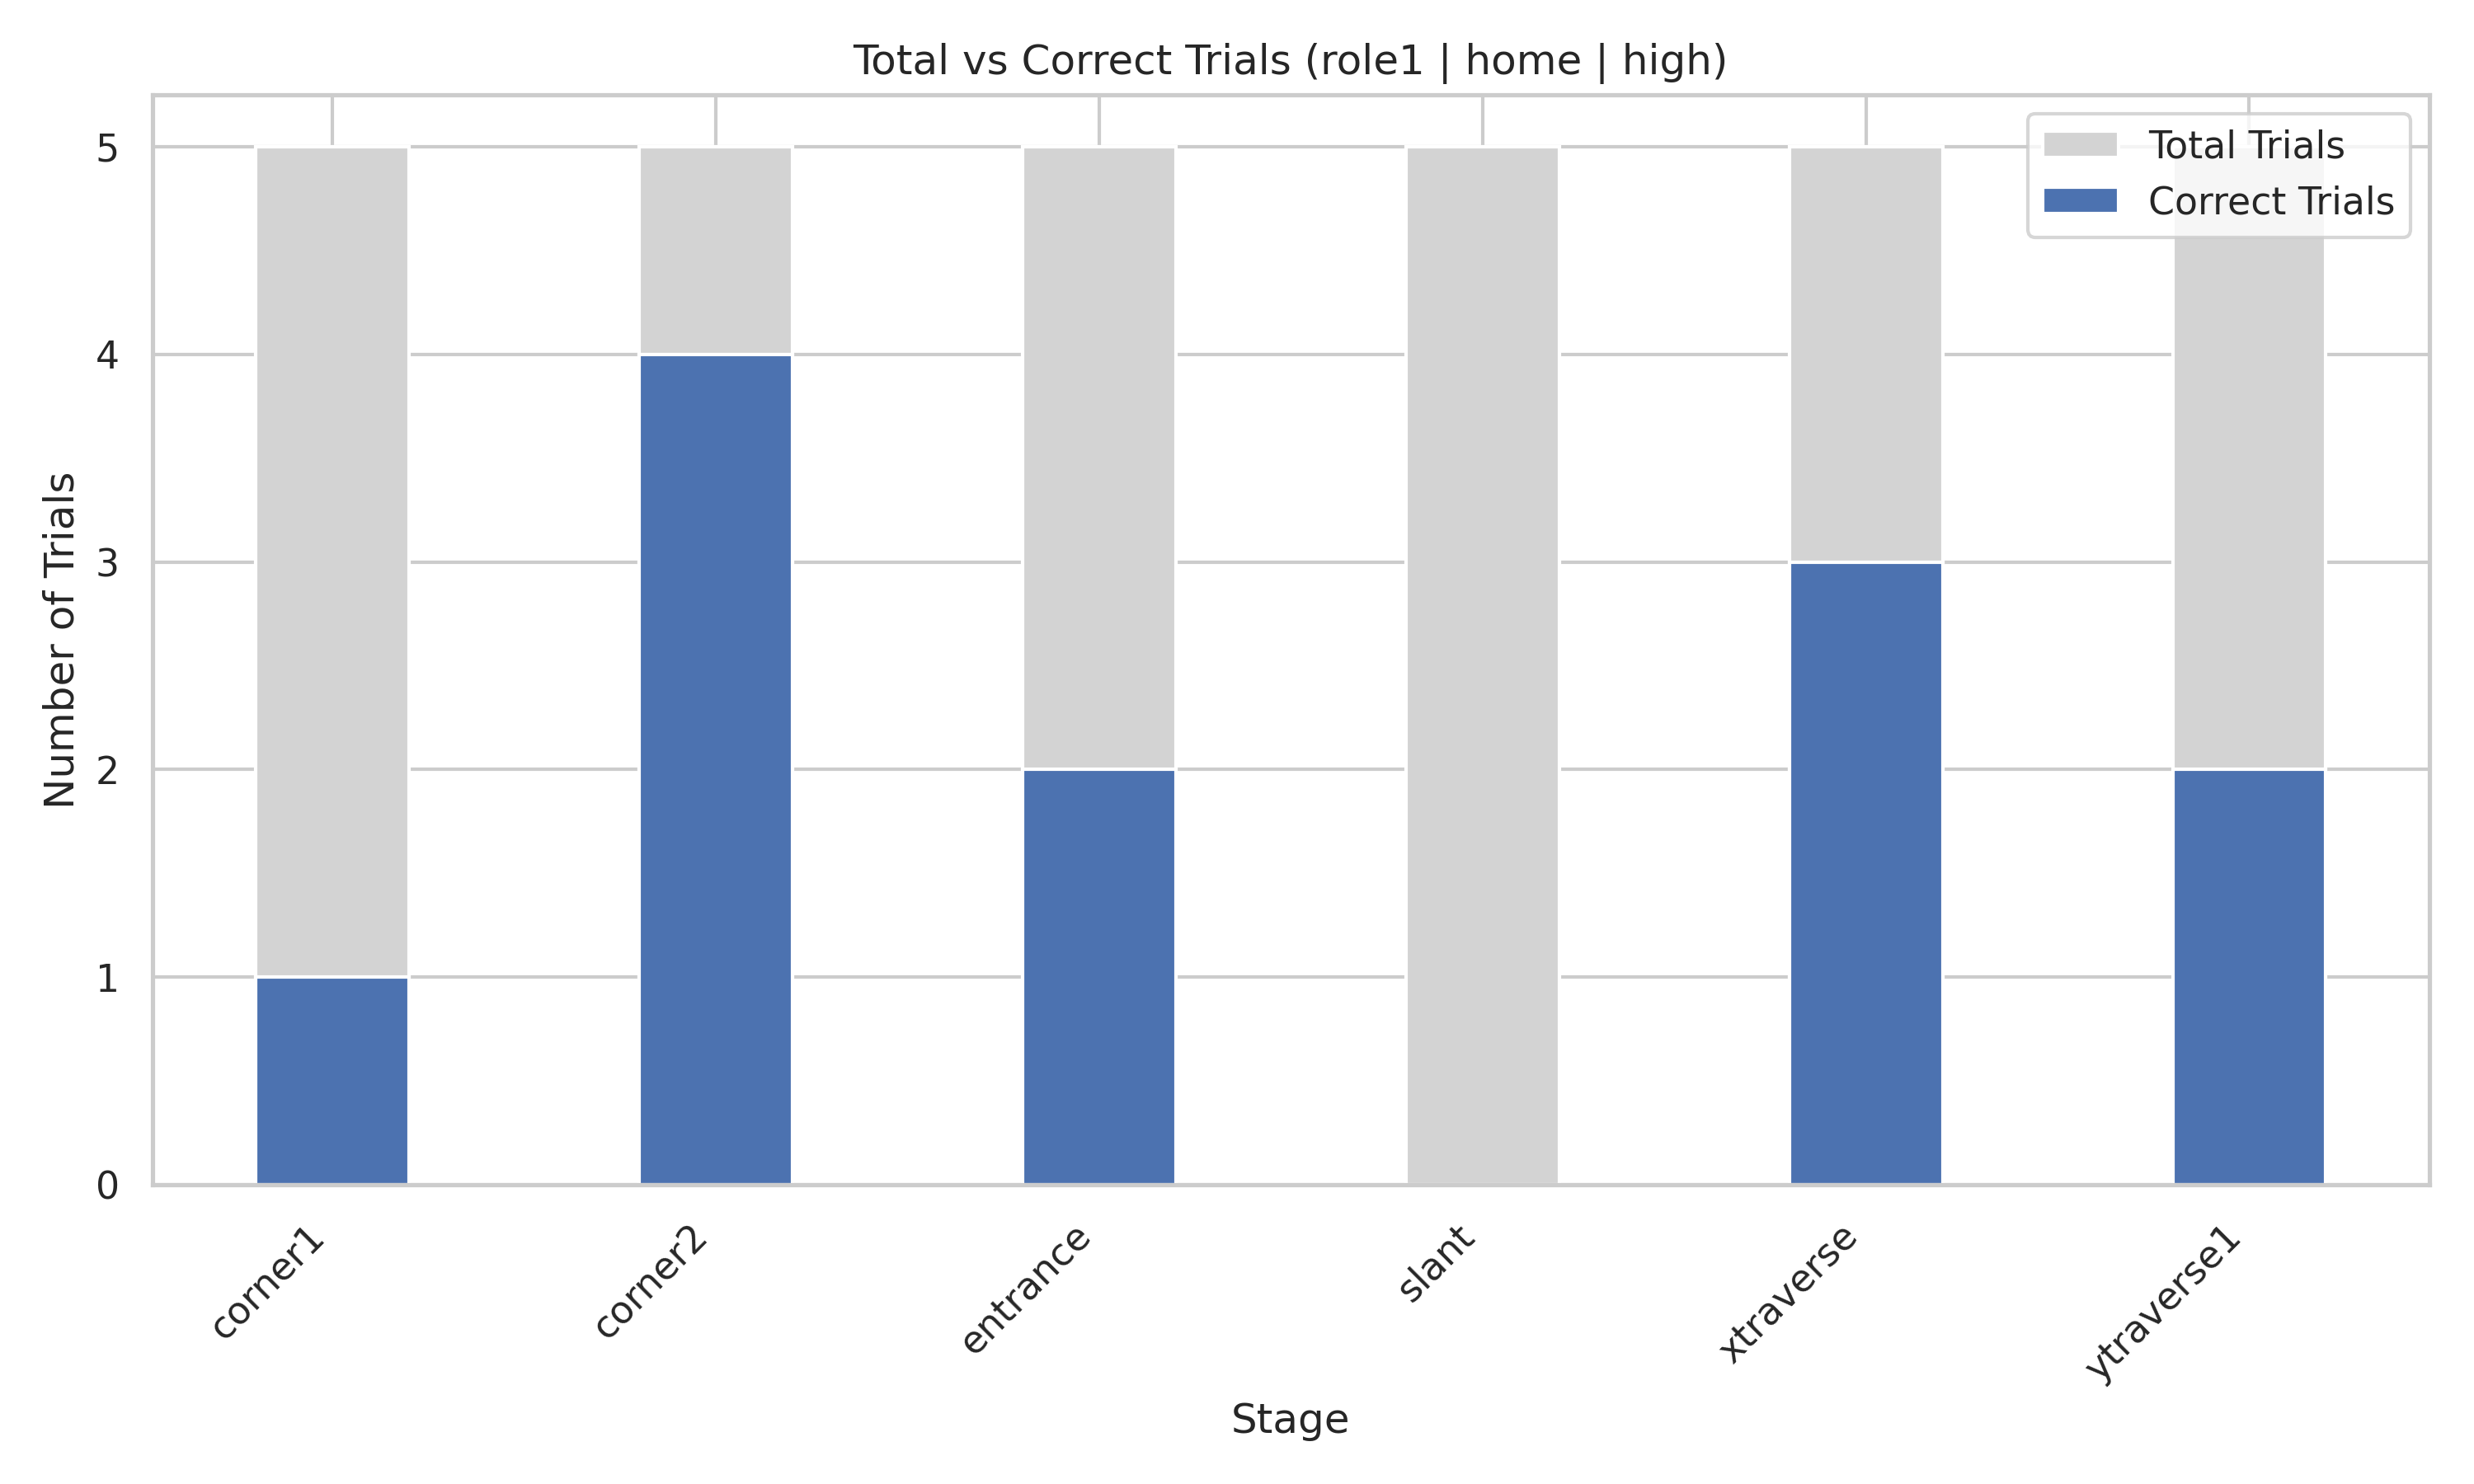 Total vs Correct Trials (role1 | home | high)
Total Trials
Correct Trials
Number of Trials
5
4
3
2
1
0
corner1
corner2
entrance
slant
xtraverse
ytraverse1
Stage